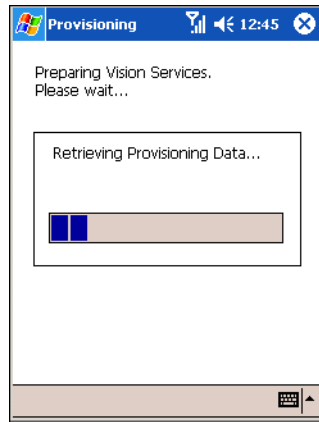 Provisioning 12:45
Preparing Vision Services.
Please wait...
Retrieving Provisioning Data...